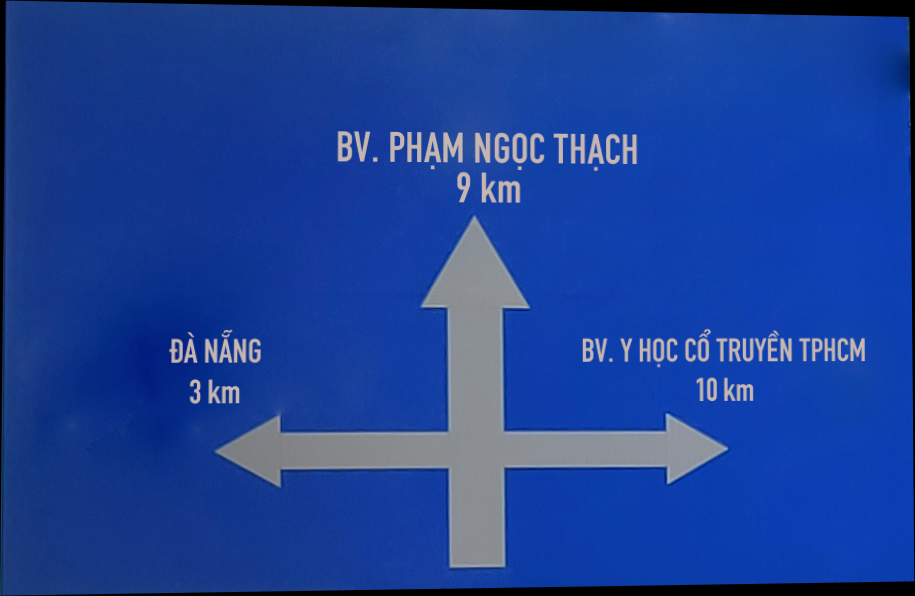 BV. PHẠM NGỌC THẠCH
9 km
ĐÀ NẴNG
3 km
BV. Y HỌC CỔ TRUYỀN TPHCM
10 km